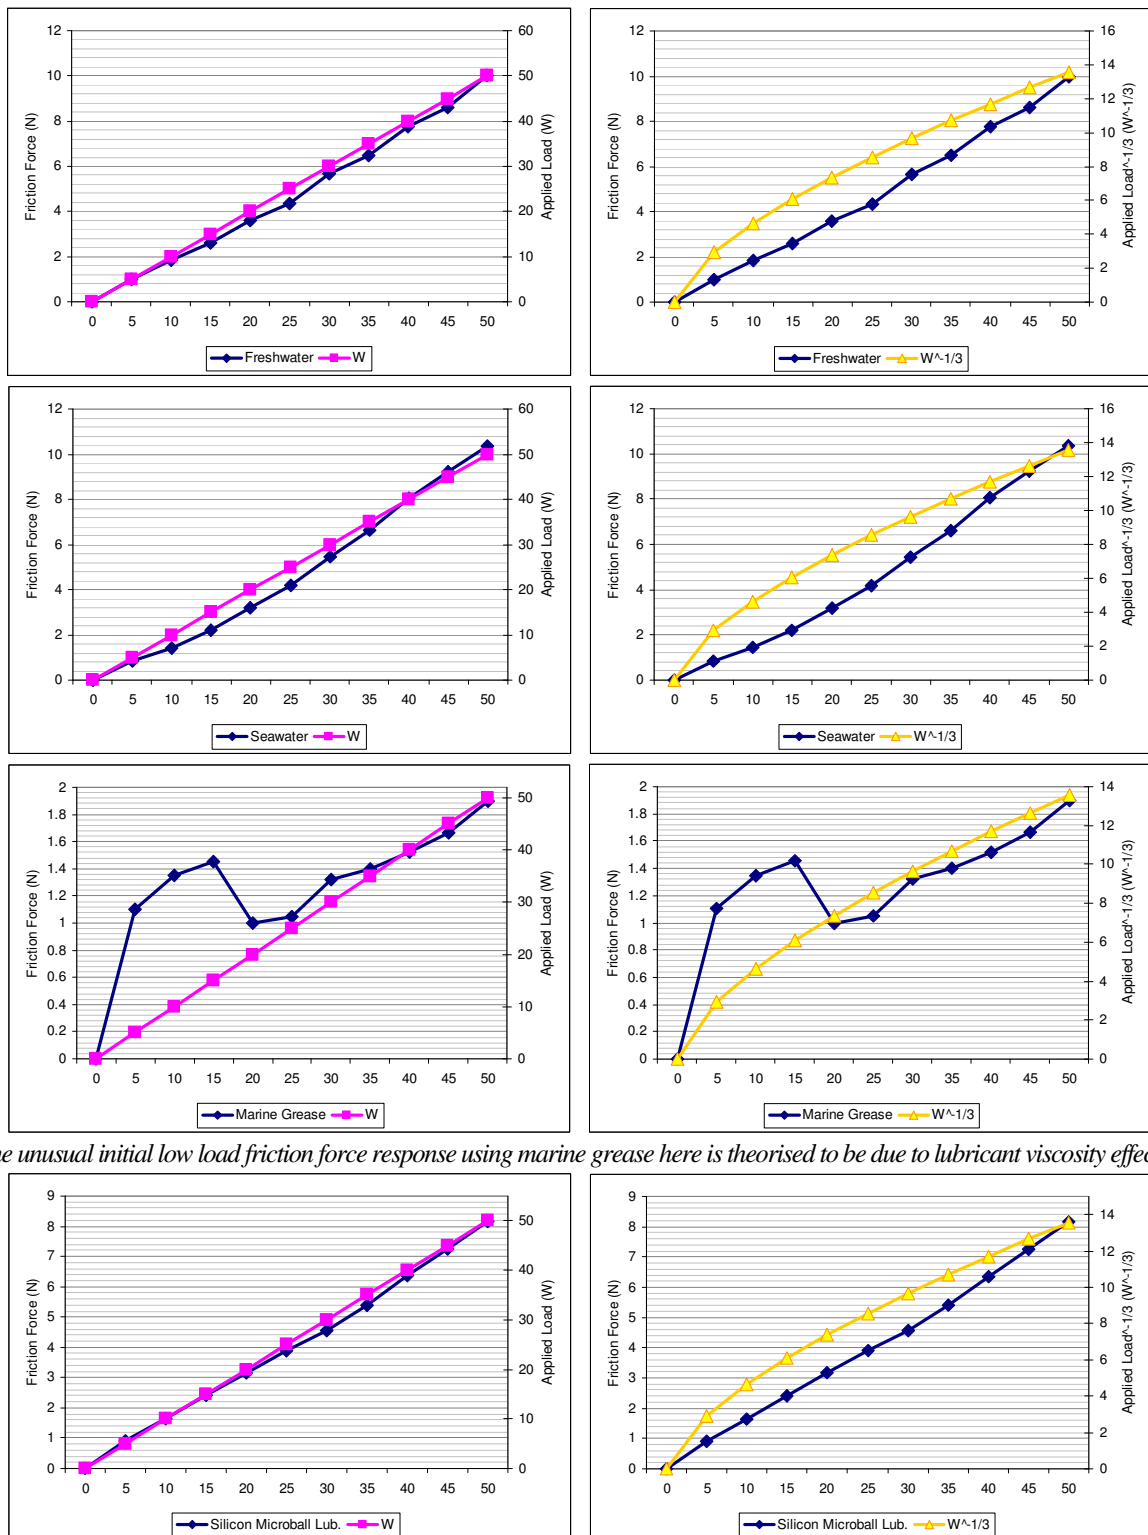 12 60 12 16
10 50 10 14
8 40 8 12
6 30 6 10
4 20 4 8
2 10 2 6
0 0 0 4
2
0
Friction Force (N)
Applied Load (W)
Friction Force (N)
Applied Load^-1/3 (W^-1/3)
0 5 10 15 20 25 30 35 40 45 50
0 5 10 15 20 25 30 35 40 45 50
Freshwater W
Freshwater W^-1/3
12 60 12 16
10 50 10 14
8 40 8 12
6 30 6 10
4 20 4 8
2 10 2 6
0 0 0 4
2
0
Friction Force (N)
Applied Load (W)
Friction Force (N)
Applied Load^-1/3 (W^-1/3)
0 5 10 15 20 25 30 35 40 45 50
0 5 10 15 20 25 30 35 40 45 50
Seawater W
Seawater W^-1/3
2 50 2 14
1.8 40 1.8 12
1.6 30 1.6 10
1.4 20 1.4 8
1.2 10 1.2 6
1 0 1 4
0.8 0.8 2
0.6 0.6 0
0.4 0.4
0.2 0.2
0 0
Friction Force (N)
Applied Load (W)
Friction Force (N)
Applied Load^-1/3 (W^-1/3)
0 5 10 15 20 25 30 35 40 45 50
0 5 10 15 20 25 30 35 40 45 50
Marine Grease W
Marine Grease W^-1/3
unusual initial low load friction force response using marine grease here is theorised to be due to lubricant viscosity
9 50 9 14
8 40 8 12
7 30 7 10
6 20 6 8
5 10 5 6
4 0 4 4
3 3 2
2 2 0
1 1
0 0
Friction Force (N)
Applied Load (W)
Friction Force (N)
Applied Load^-1/3 (W^-1/3)
0 5 10 15 20 25 30 35 40 45 50
0 5 10 15 20 25 30 35 40 45 50
Silicon Microball Lub. W
Silicon Microball Lub. W^-1/3